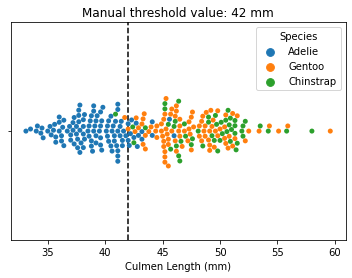 Manual threshold value: 42 mm
Species
Adelie
Gentoo
Chinstrap
35 40 45 50 55 60
Culmen Length (mm)